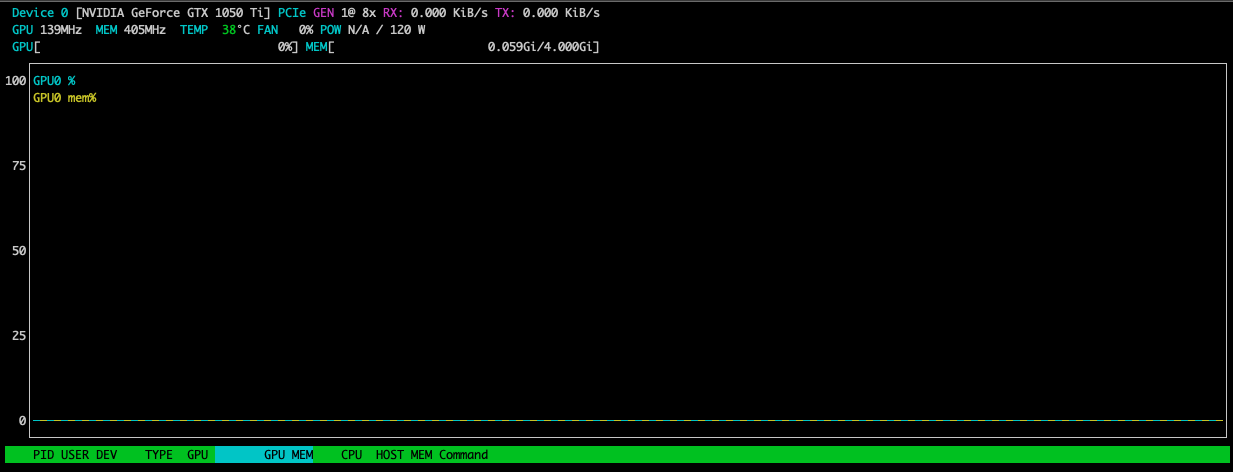 Device 0 [NVIDIA GeForce GTX 1050 Ti] PCIe GEN 1@ 8x RX: 0.000 KiB/s TX: 0.000 KiB/s
GPU 139MHz MEM 405MHz TEMP 38°C FAN 0% POW N/A / 120 W
GPU[ 0%] MEM[ 0.059Gi/4.000Gi]
100 GPU0 %
GPU0 mem%
75
50
25
0
PID USER DEV TYPE GPU GPU MEM CPU HOST MEM Command